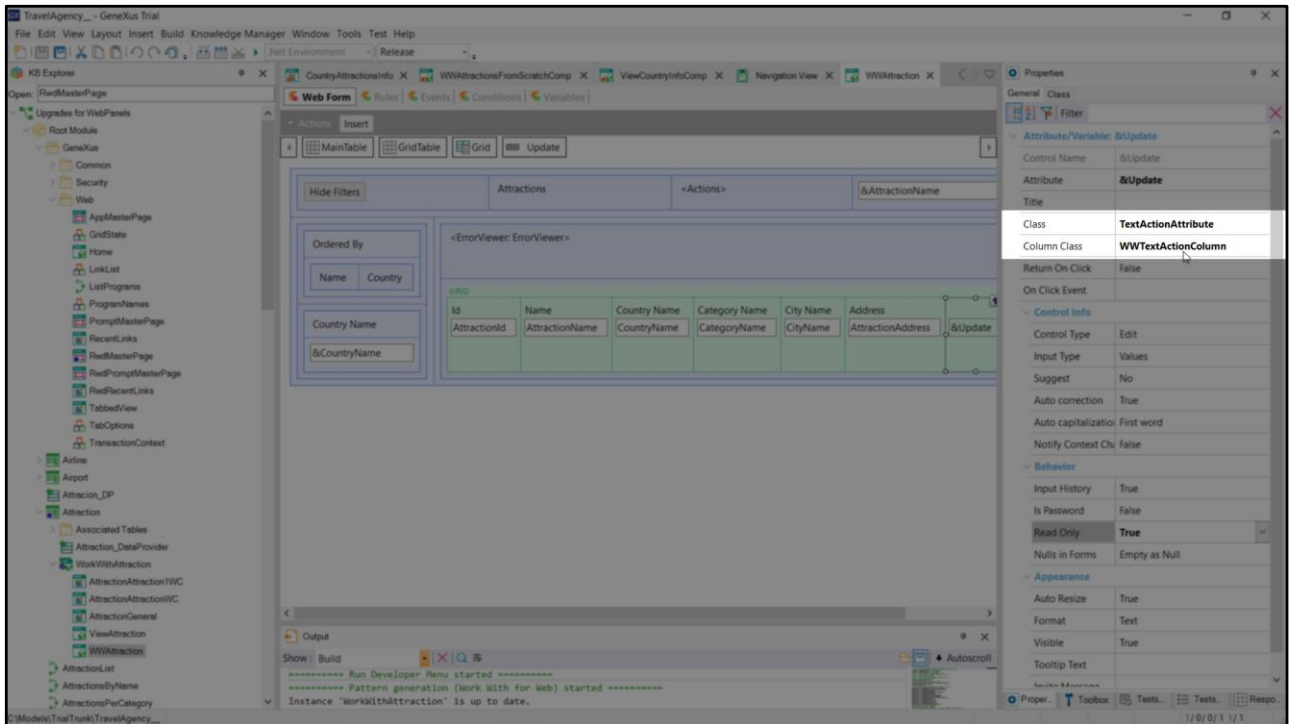 TravelAgency__ - GeneXus Trial
File Edit View Layout Insert Build Knowledge Manager Window Tools Test Help
.Net Environment Release
KB Explorer
Open: RwdMasterPage
Upgrades for WebPanels
Root Module
GeneXus
Common
Security
Web
AppMasterPage
GridState
Home
LinkList
ListPrograms
ProgramNames
PromptMasterPage
RecentLinks
RwdMasterPage
RwdPromptMasterPage
RwdRecentLinks
TabbedView
TabOptions
TransactionContext
Airline
Airport
Attracion_DP
Attraction
Associated Tables
Attraction_DataProvider
WorkWithAttraction
AttractionAttraction1WC
AttractionAttractionWC
AttractionGeneral
ViewAttraction
WWAttraction
AttractionList
AttractionsByName
AttractionsPerCategory
CountryAttractionsInfo X WWAttractionsFromScratchComp X ViewCountryInfoComp X Navigation View X WWAttraction X
Web Form Rules Events Conditions Variables
Actions Insert
MainTable GridTable Grid Update
Hide Filters Attractions <Actions> &AttractionName
Ordered By
Name Country
Country Name
&CountryName
<ErrorViewer: ErrorViewer>
GRID
Id Name Country Name Category Name City Name Address
AttractionId AttractionName CountryName CategoryName CityName AttractionAddress &Update
Output
Show: Build Autoscroll
========== Run Developer Menu started ==========
========== Pattern generation (Work With for Web) started ==========
Instance 'WorkWithAttraction' is up to date.
Properties
General Class
Filter
Attribute/Variable: &Update
Control Name &Update
Attribute &Update
Title
Class TextActionAttribute
Column Class WWTextActionColumn
Return On Click False
On Click Event
Control Info
Control Type Edit
Input Type Values
Suggest No
Auto correction True
Auto capitalizatio First word
Notify Context Ch False
Behavior
Input History True
Is Password False
Read Only True
Nulls in Forms Empty as Null
Appearance
Auto Resize True
Format Text
Visible True
Tooltip Text
Invite Message
Proper... Toolbox Tests.. Tests.. Respo..
C:\Models\TrialTrunk\TravelAgency__ 1/ 0/ 0/ 1 1/ 1